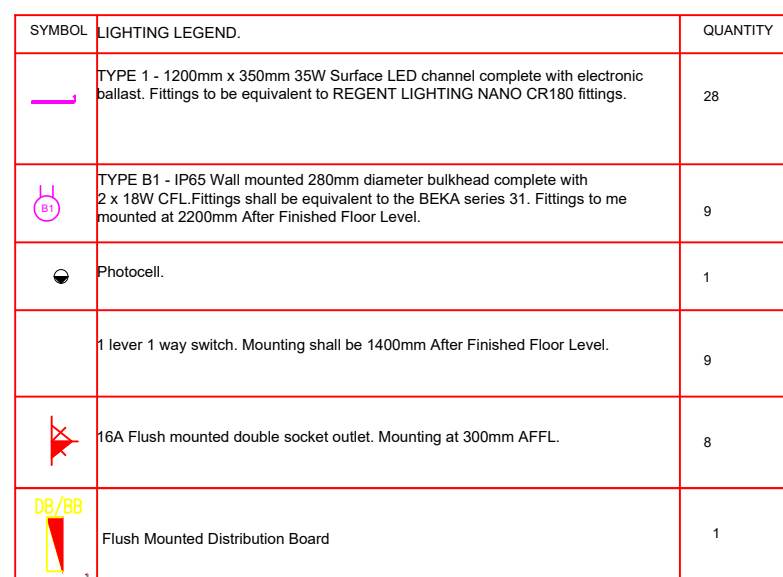 SYMBOL LIGHTING LEGEND. QUANTITY
TYPE 1 - 1200mm x 350mm 35W Surface LED channel complete with electronic
ballast. Fittings to be equivalent to REGENT LIGHTING NANO CR180 fittings.
1
28
TYPE B1 - IP65 Wall mounted 280mm diameter bulkhead complete with
2 x 18W CFL.Fittings shall be equivalent to the BEKA series 31. Fittings to me
mounted at 2200mm After Finished Floor Level.
B1
9
Photocell.
1
1 lever 1 way switch. Mounting shall be 1400mm After Finished Floor Level.
9
16A Flush mounted double socket outlet. Mounting at 300mm AFFL.
8
DB/BB
Flush Mounted Distribution Board
1